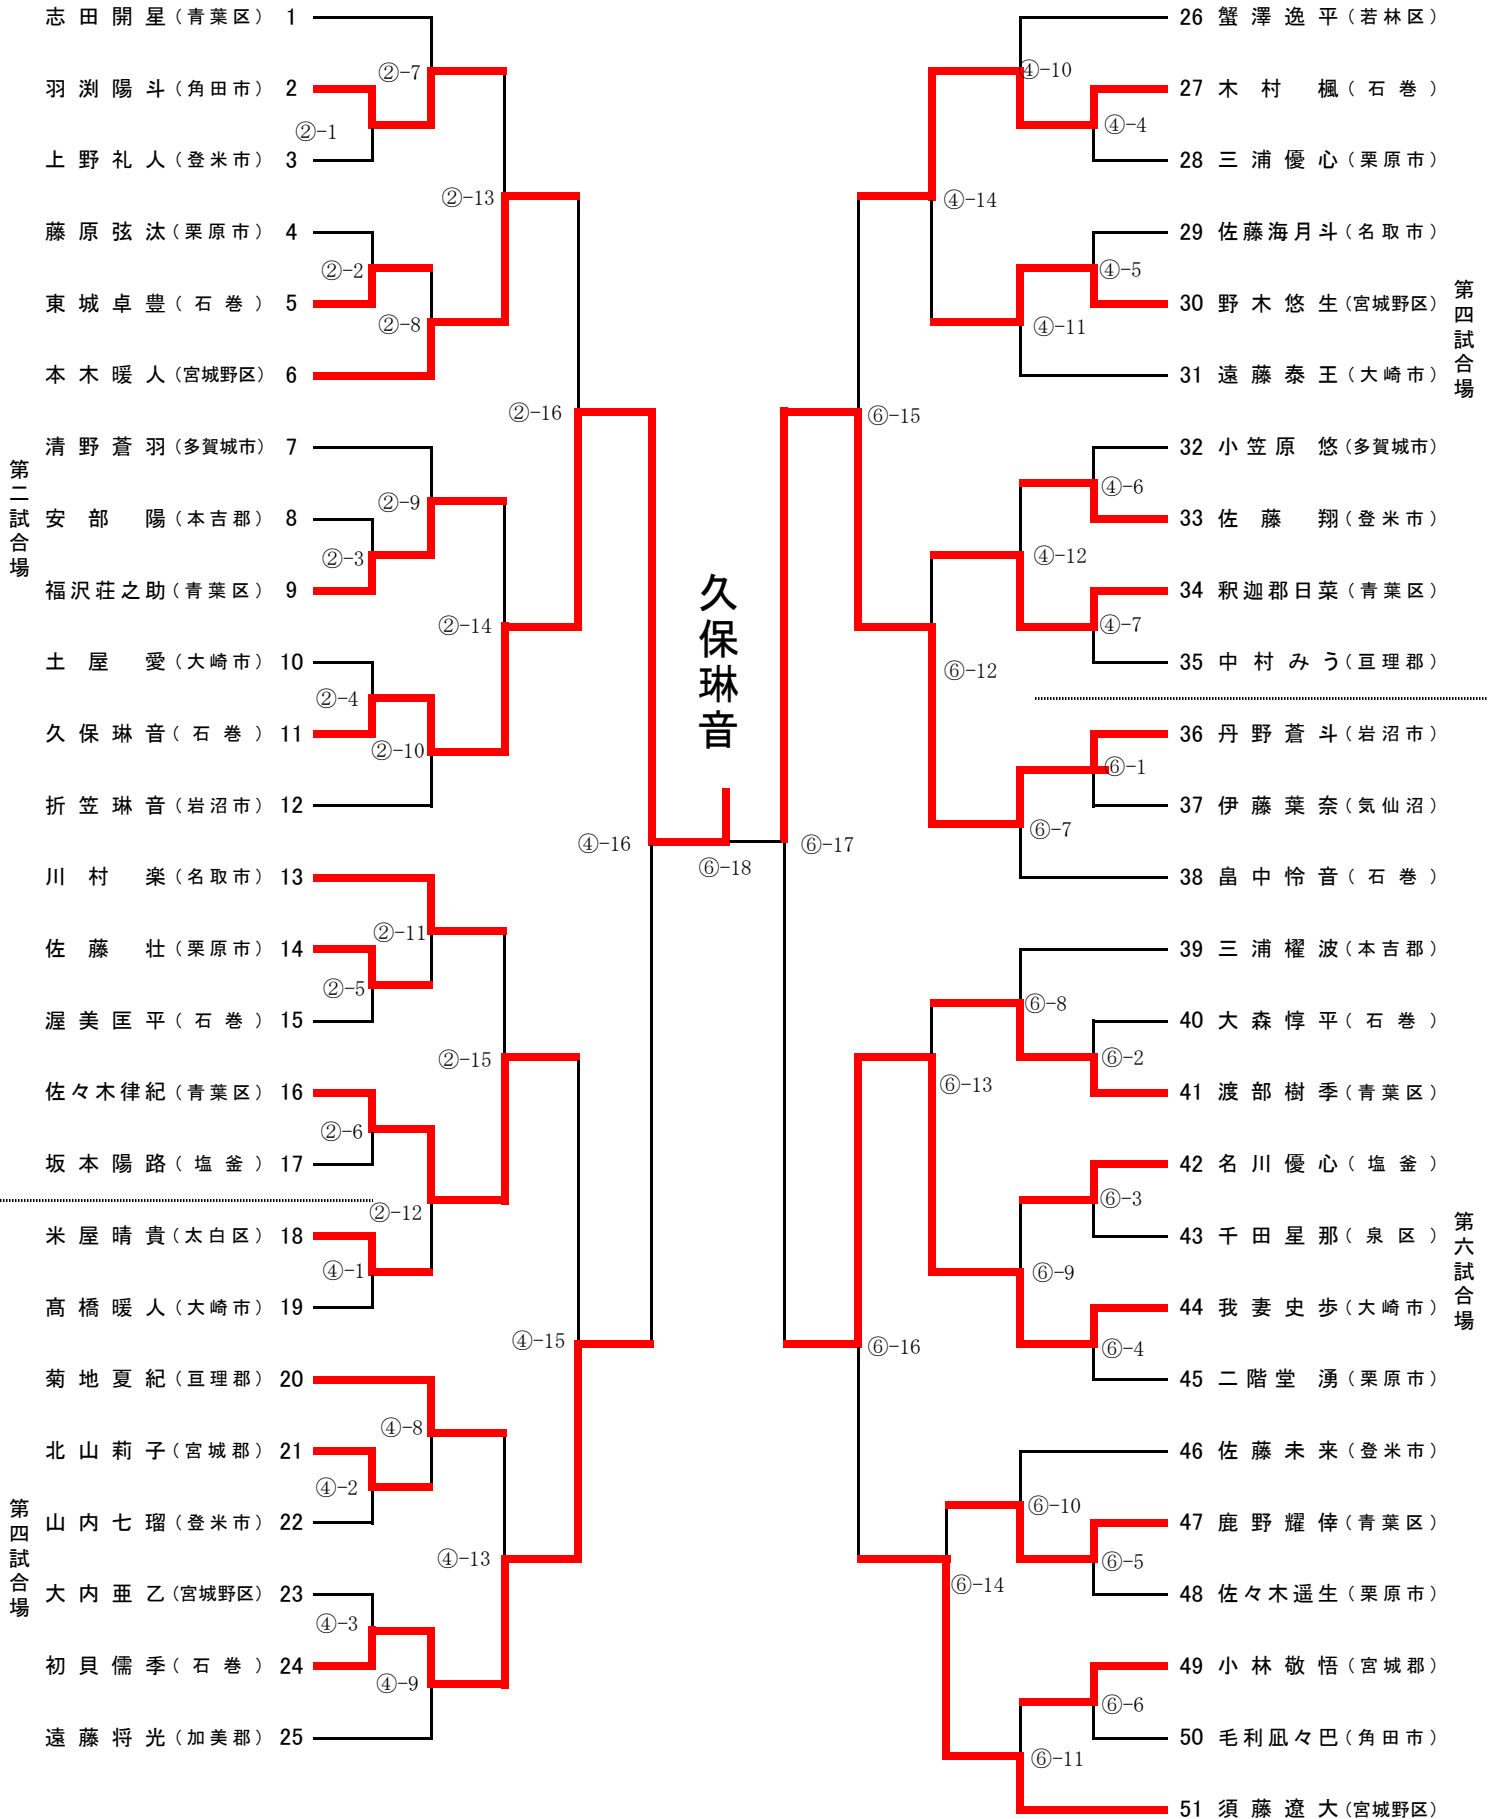 志田開星（青葉区） 1
②-7
羽渕陽斗（角田市） 2
②-1
上野礼人（登米市） 3
②-13
藤原弦汰（栗原市） 4
②-2
東城卓豊（石巻） 5
②-8
本木暖人（宮城野区） 6
②-16
清野蒼羽（多賀城市） 7
第二試合場
②-9
安部陽（本吉郡） 8
②-3
福沢荘之助（青葉区） 9
②-14
土屋愛（大崎市） 10
②-4
久保琳音（石巻） 11
②-10
折笠琳音（岩沼市） 12
④-16
川村楽（名取市） 13
②-11
佐藤壮（栗原市） 14
②-5
渥美匡平（石巻） 15
②-15
佐々木律紀（青葉区） 16
②-6
坂本陽路（塩釜） 17
②-12
米屋晴貴（太白区） 18
④-1
髙橋暖人（大崎市） 19
④-15
菊地夏紀（亘理郡） 20
④-8
北山莉子（宮城郡） 21
④-2
山内七瑠（登米市） 22
第四試合場
④-13
大内亜乙（宮城野区） 23
④-3
初貝儒季（石巻） 24
④-9
遠藤将光（加美郡） 25
久保琳音
⑥-18
26 蟹澤逸平（若林区）
④-10
27 木村楓（石巻）
④-4
28 三浦優心（栗原市）
④-14
29 佐藤海月斗（名取市）
④-5
30 野木悠生（宮城野区）
第四試合場
④-11
31 遠藤泰王（大崎市）
⑥-15
32 小笠原悠（多賀城市）
④-6
33 佐藤翔（登米市）
④-12
34 釈迦郡日菜（青葉区）
④-7
35 中村みう（亘理郡）
⑥-12
36 丹野蒼斗（岩沼市）
⑥-1
37 伊藤葉奈（気仙沼）
⑥-7
⑥-17
38 畠中怜音（石巻）
39 三浦櫂波（本吉郡）
⑥-8
40 大森惇平（石巻）
⑥-2
⑥-13
41 渡部樹季（青葉区）
42 名川優心（塩釜）
⑥-3
43 千田星那（泉区）
第六試合場
⑥-9
44 我妻史歩（大崎市）
⑥-16
⑥-4
45 二階堂湧（栗原市）
46 佐藤未来（登米市）
⑥-10
47 鹿野耀倖（青葉区）
⑥-5
⑥-14
48 佐々木遥生（栗原市）
49 小林敬悟（宮城郡）
⑥-6
50 毛利凪々巴（角田市）
⑥-11
51 須藤遼大（宮城野区）